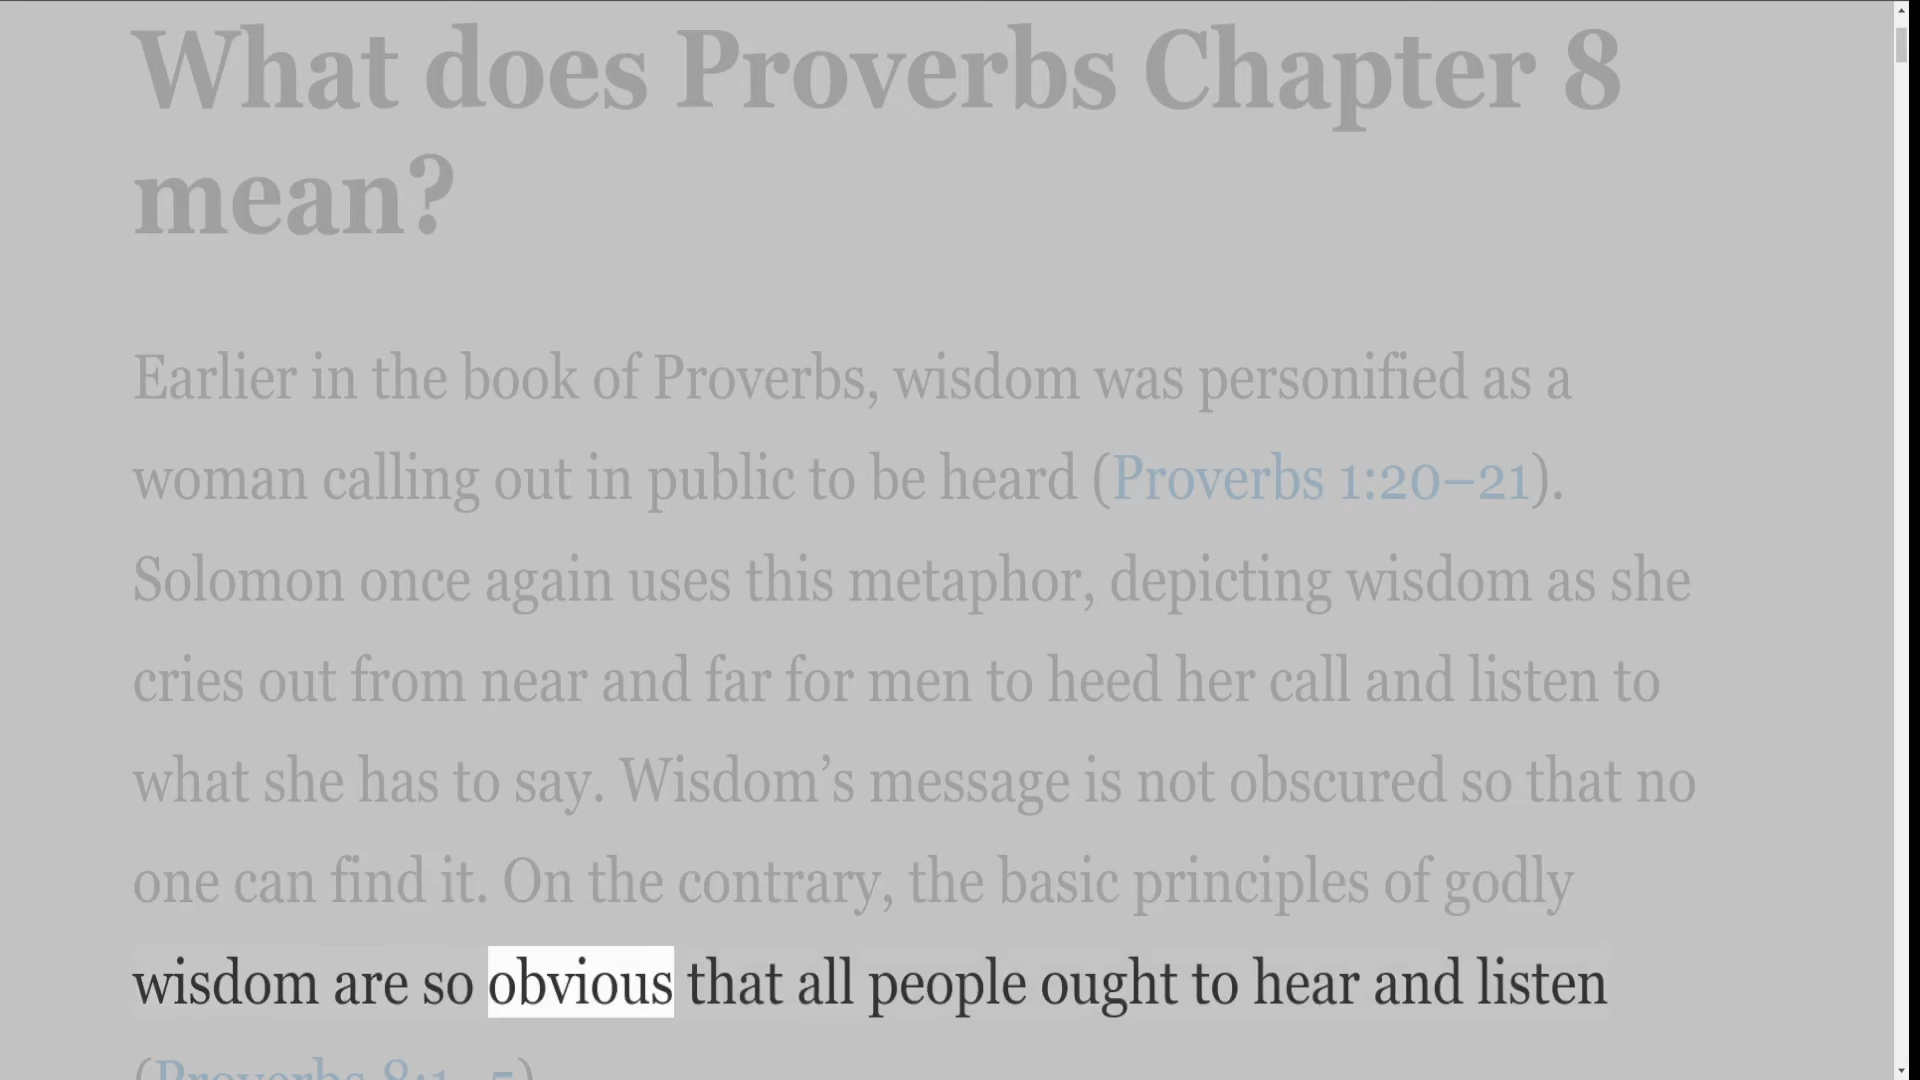 What does Proverbs Chapter 8
mean?
Earlier in the book of Proverbs, wisdom was personified as a
woman calling out in public to be heard (Proverbs 1:20–21).
Solomon once again uses this metaphor, depicting wisdom as she
cries out from near and far for men to heed her call and listen to
what she has to say. Wisdom’s message is not obscured so that no
one can find it. On the contrary, the basic principles of godly
wisdom are so obvious that all people ought to hear and listen
(Proverbs 8:1–5)